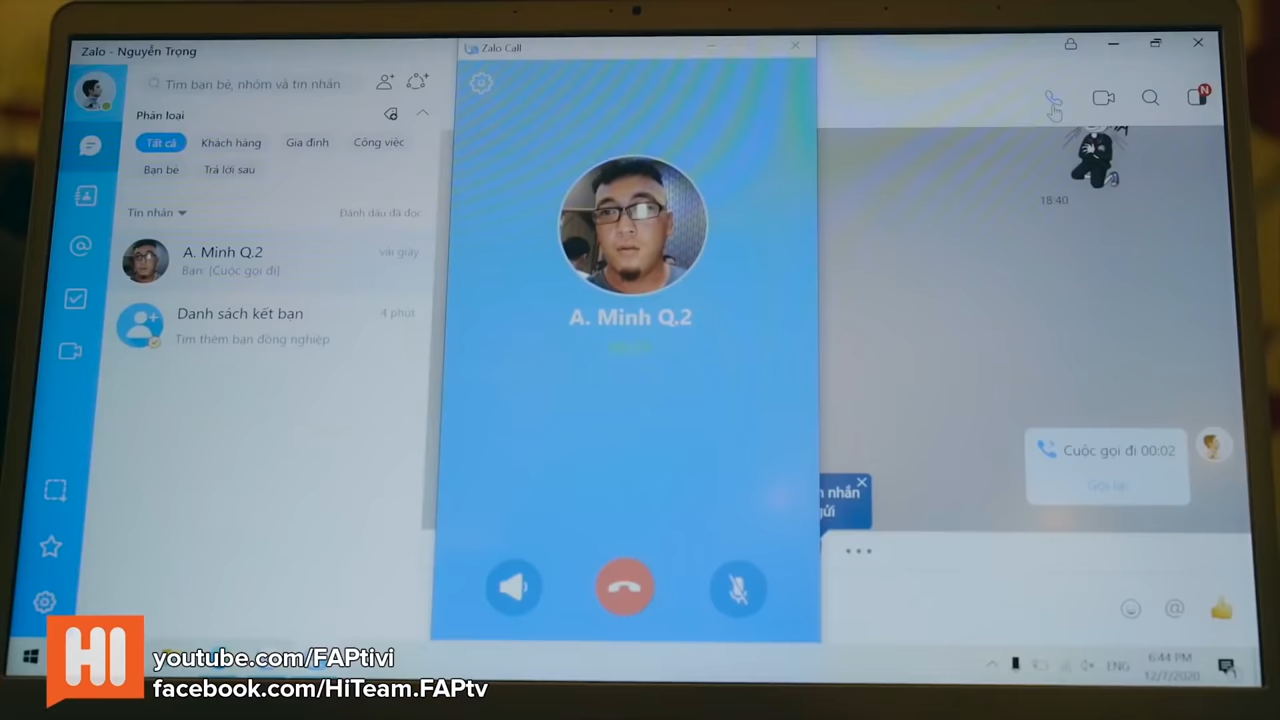 Zalo - Nguyễn Trọng
Tìm bạn bè, nhóm và tin nhắn
Phân loại
Tất cả
Khách hàng
Gia đình
Công việc
Bạn bè
Trả lời sau
Tin nhắn
Đánh dấu đã đọc
A. Minh Q.2
vài giây
Bạn: [Cuộc gọi đi]
Danh sách kết bạn
4 phút
Tìm thêm bạn đồng nghiệp
Zalo Call
A. Minh Q.2
N
18:40
Cuộc gọi đi 00:02
Gọi lại
nhắn
gửi
ENG
6:44 PM
12/7/2020
HI
youtube.com/FAPtivi
facebook.com/HiTeam.FAPtv